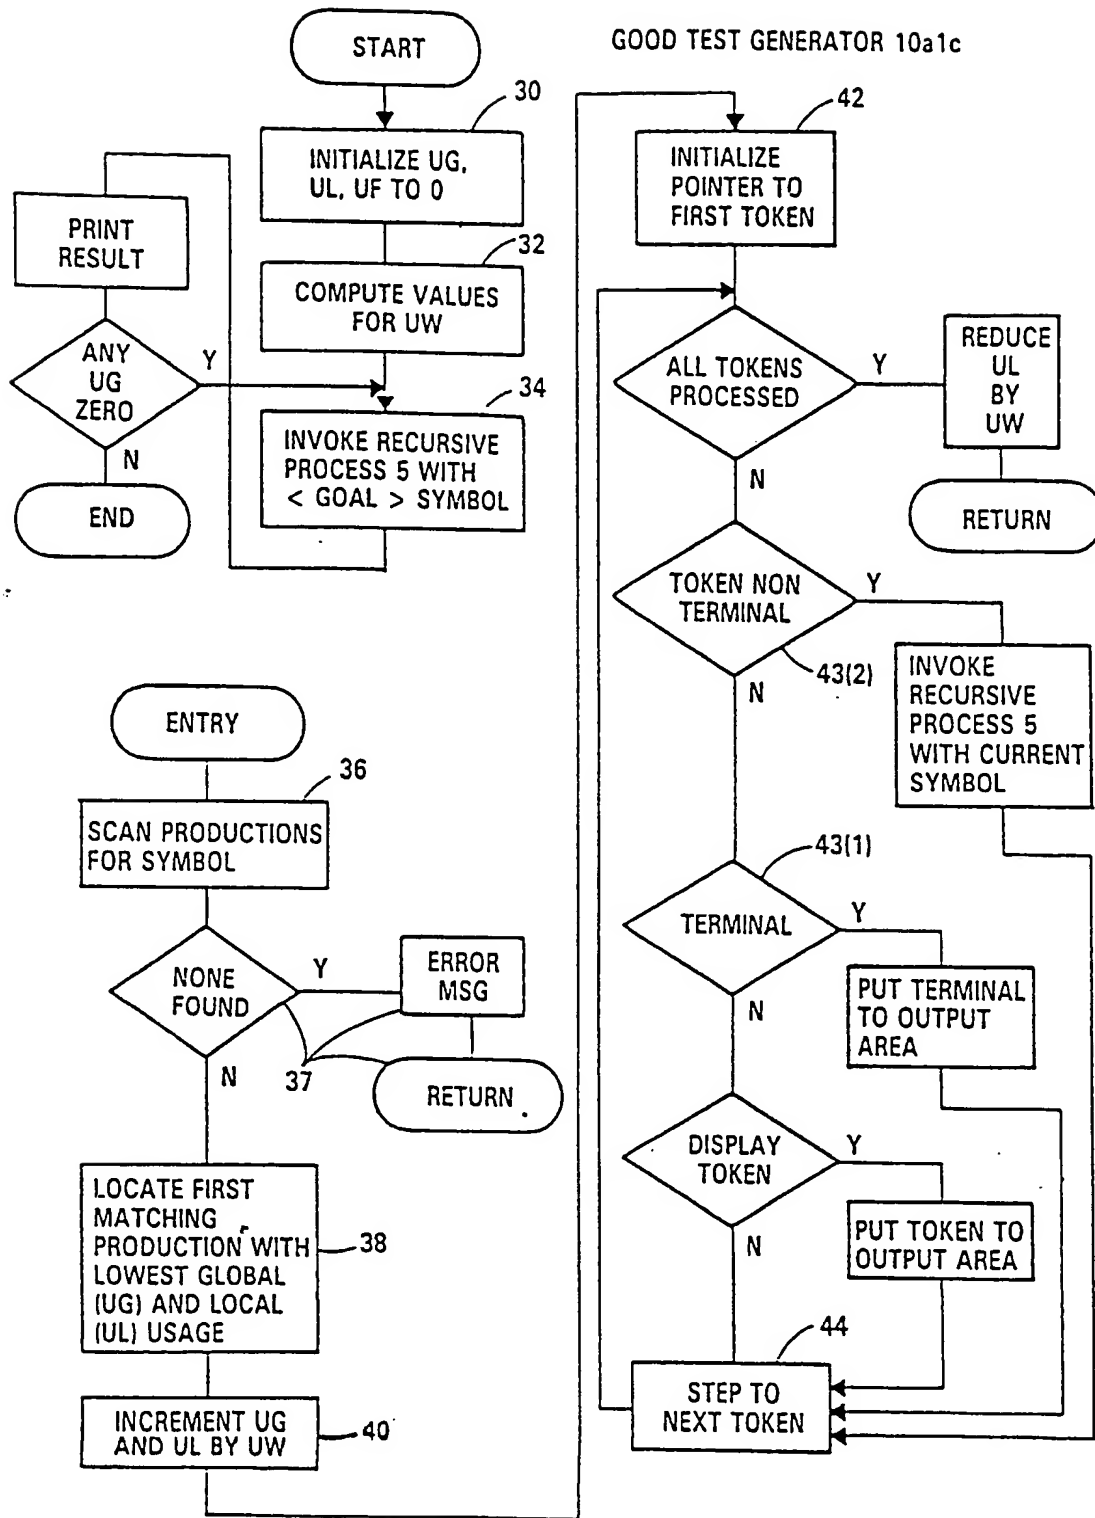 GOOD TEST GENERATOR 10a1c
START
30
INITIALIZE UG,
UL, UF TO 0
32
COMPUTE VALUES
FOR UW
34
INVOKE RECURSIVE
PROCESS 5 WITH
< GOAL > SYMBOL
PRINT
RESULT
ANY
UG
ZERO
Y
N
END
ENTRY
36
SCAN PRODUCTIONS
FOR SYMBOL
NONE
FOUND
Y
ERROR
MSG
37
RETURN
N
LOCATE FIRST
MATCHING
PRODUCTION WITH
LOWEST GLOBAL
(UG) AND LOCAL
(UL) USAGE
38
INCREMENT UG
AND UL BY UW
40
42
INITIALIZE
POINTER TO
FIRST TOKEN
ALL TOKENS
PROCESSED
Y
REDUCE
UL
BY
UW
RETURN
N
TOKEN NON
TERMINAL
Y
43(2)
INVOKE
RECURSIVE
PROCESS 5
WITH CURRENT
SYMBOL
N
43(1)
TERMINAL
Y
PUT TERMINAL
TO OUTPUT
AREA
N
DISPLAY
TOKEN
Y
PUT TOKEN TO
OUTPUT AREA
N
44
STEP TO
NEXT TOKEN